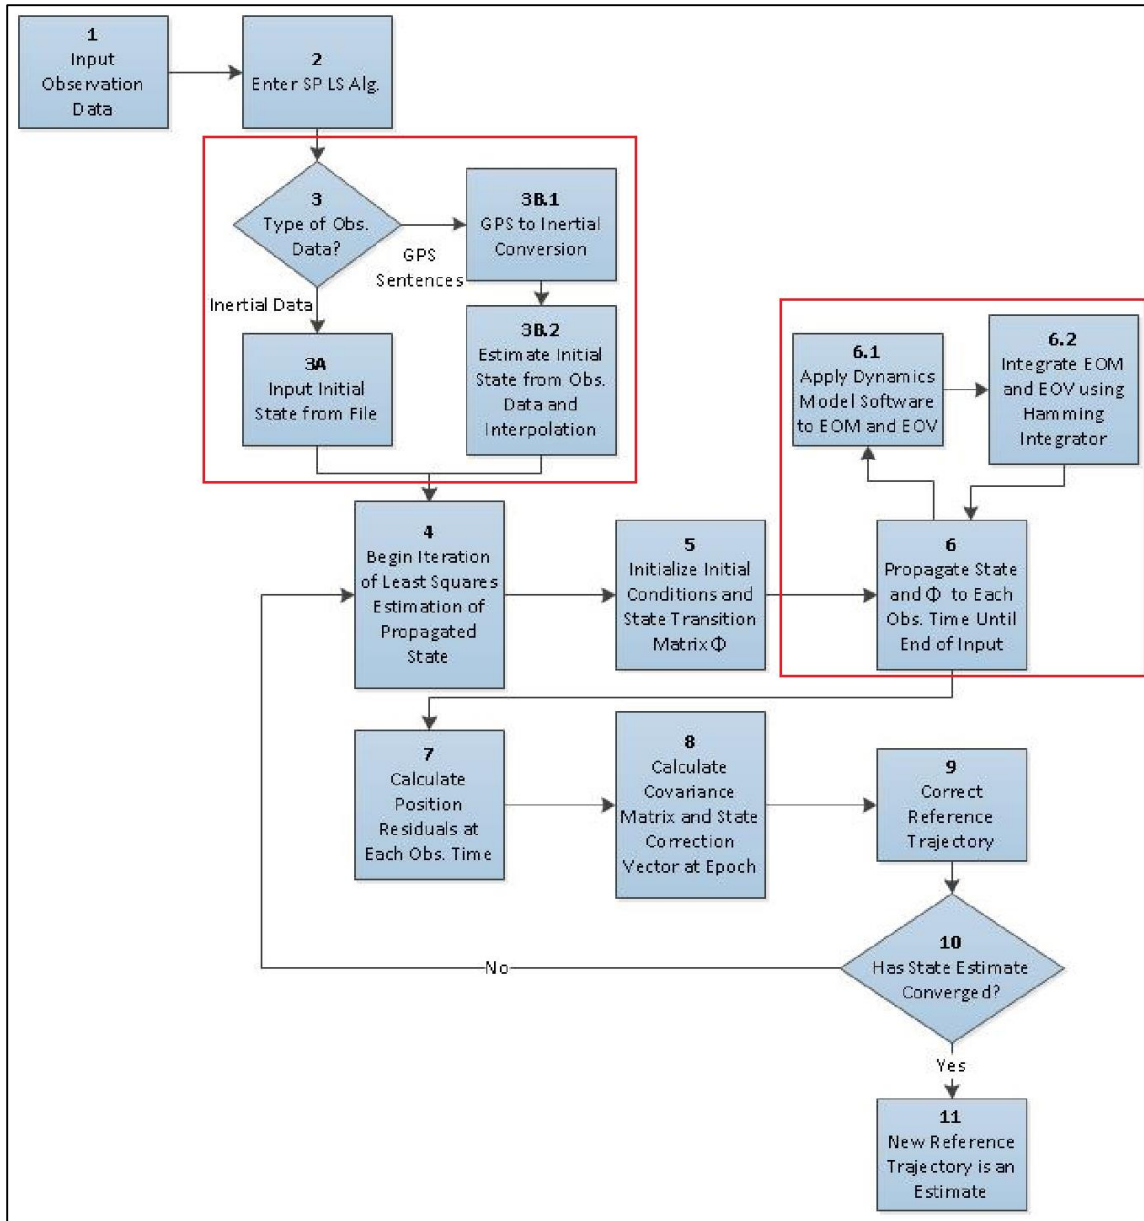 1
Input
Observation
Data
2
Enter SP LS Alg.
3
Type of Obs.
Data?
GPS
Sentences
Inertial Data
3B.1
GPS to Inertial
Conversion
3A
Input Initial
State from File
3B.2
Estimate Initial
State from Obs.
Data and
Interpolation
4
Begin Iteration
of Least Squares
Estimation of
Propagated
State
5
Initialize Initial
Conditions and
State Transition
Matrix Φ
6.1
Apply Dynamics
Model Software
to EOM and EOV
6.2
Integrate EOM
and EOV using
Hamming
Integrator
6
Propagate State
and Φ to Each
Obs. Time Until
End of Input
7
Calculate
Position
Residuals at
Each Obs. Time
8
Calculate
Covariance
Matrix and State
Correction
Vector at Epoch
9
Correct
Reference
Trajectory
10
Has State Estimate
Converged?
No
Yes
11
New Reference
Trajectory is an
Estimate